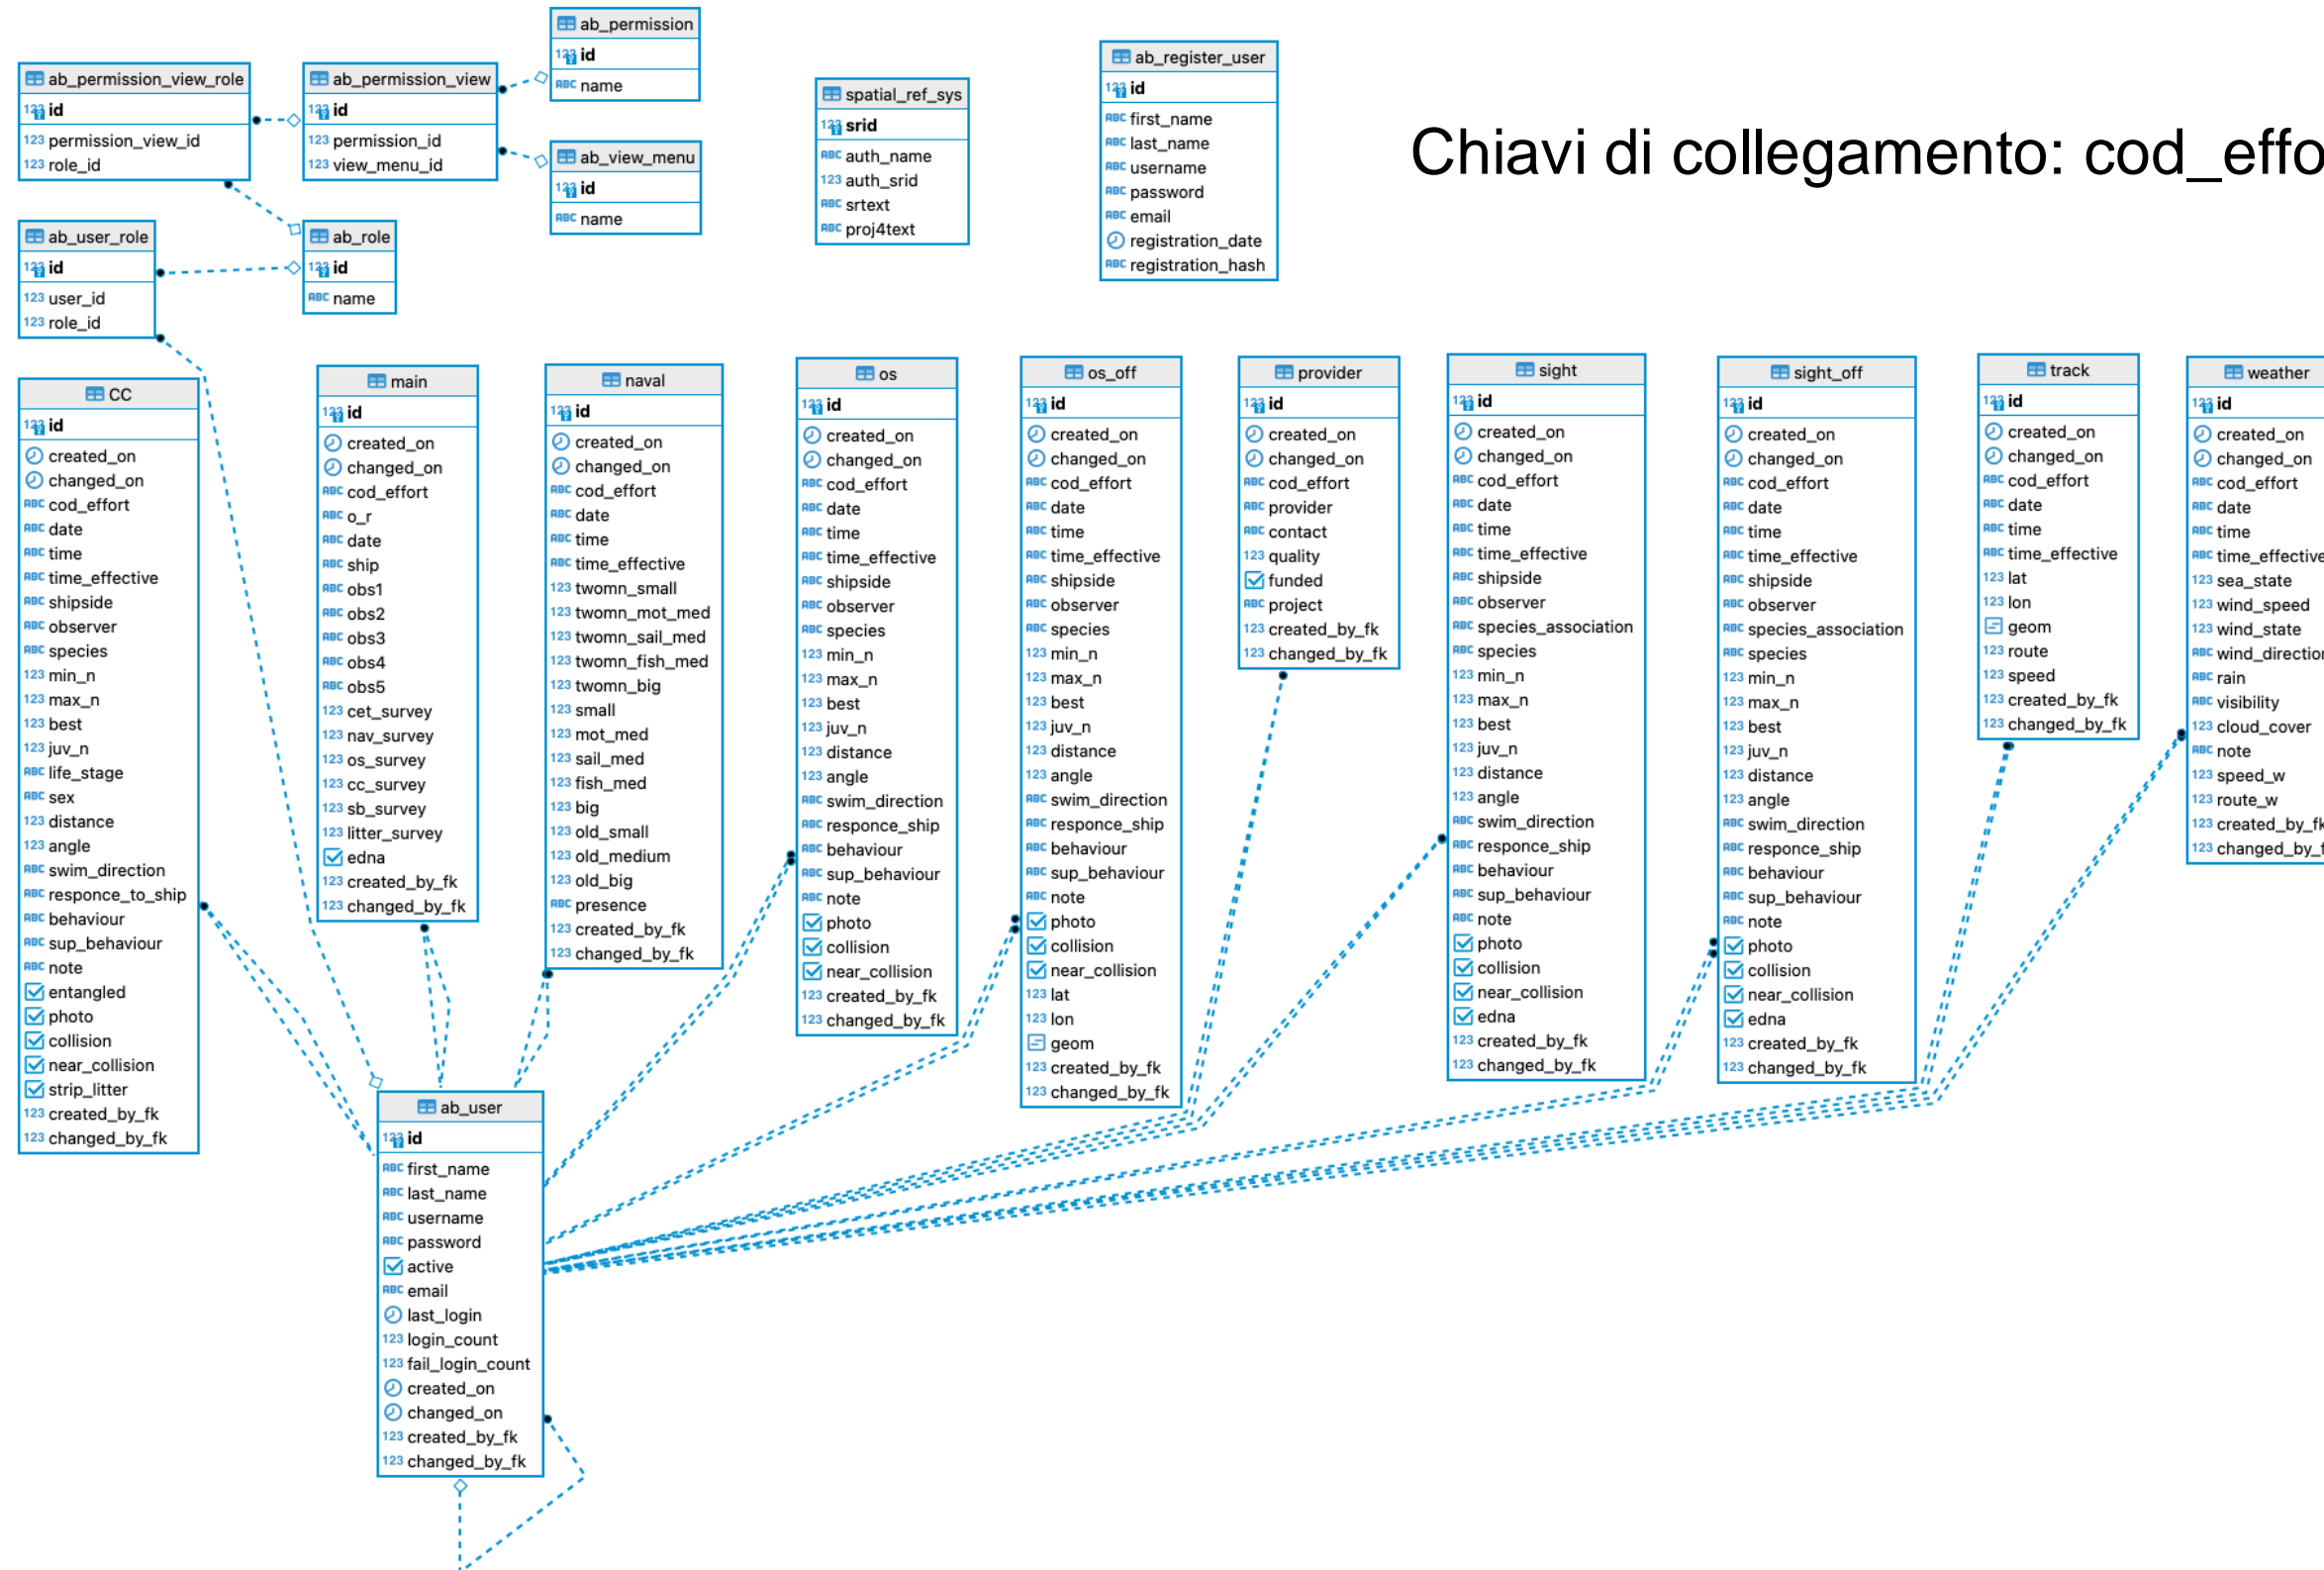 ab_permission
id
name
ab_permission_view_role
id
permission_view_id
role_id
ab_permission_view
id
permission_id
view_menu_id
ab_view_menu
id
name
spatial_ref_sys
srid
auth_name
auth_srid
srtext
proj4text
ab_register_user
id
first_name
last_name
username
password
email
registration_date
registration_hash
Chiavi di collegamento: cod_effo
ab_user_role
id
user_id
role_id
ab_role
id
name
CC
id
created_on
changed_on
cod_effort
date
time
time_effective
shipside
observer
species
min_n
max_n
best
juv_n
life_stage
sex
distance
angle
swim_direction
responce_to_ship
behaviour
sup_behaviour
note
entangled
photo
collision
near_collision
strip_litter
created_by_fk
changed_by_fk
main
id
created_on
changed_on
cod_effort
o_r
date
ship
obs1
obs2
obs3
obs4
obs5
cet_survey
nav_survey
os_survey
cc_survey
sb_survey
litter_survey
edna
created_by_fk
changed_by_fk
naval
id
created_on
changed_on
cod_effort
date
time
time_effective
twomn_small
twomn_mot_med
twomn_sail_med
twomn_fish_med
twomn_big
small
mot_med
sail_med
fish_med
big
old_small
old_medium
old_big
presence
created_by_fk
changed_by_fk
os
id
created_on
changed_on
cod_effort
date
time
time_effective
shipside
observer
species
min_n
max_n
best
juv_n
distance
angle
swim_direction
responce_ship
behaviour
sup_behaviour
note
photo
collision
near_collision
created_by_fk
changed_by_fk
os_off
id
created_on
changed_on
cod_effort
date
time
time_effective
shipside
observer
species
min_n
max_n
best
juv_n
distance
angle
swim_direction
responce_ship
behaviour
sup_behaviour
note
photo
collision
near_collision
lat
lon
geom
created_by_fk
changed_by_fk
provider
id
created_on
changed_on
cod_effort
provider
contact
quality
funded
project
created_by_fk
changed_by_fk
sight
id
created_on
changed_on
cod_effort
date
time
time_effective
shipside
observer
species_association
species
min_n
max_n
best
juv_n
distance
angle
swim_direction
responce_ship
behaviour
sup_behaviour
note
photo
collision
near_collision
edna
created_by_fk
changed_by_fk
sight_off
id
created_on
changed_on
cod_effort
date
time
time_effective
shipside
observer
species_association
species
min_n
max_n
best
juv_n
distance
angle
swim_direction
responce_ship
behaviour
sup_behaviour
note
photo
collision
near_collision
edna
created_by_fk
changed_by_fk
track
id
created_on
changed_on
cod_effort
date
time
time_effective
lat
lon
geom
route
speed
created_by_fk
changed_by_fk
weather
id
created_on
changed_on
cod_effort
date
time
time_effective
sea_state
wind_speed
wind_state
wind_direction
rain
visibility
cloud_cover
note
speed_w
route_w
created_by_fk
changed_by_f
ab_user
id
first_name
last_name
username
password
active
email
last_login
login_count
fail_login_count
created_on
changed_on
created_by_fk
changed_by_fk